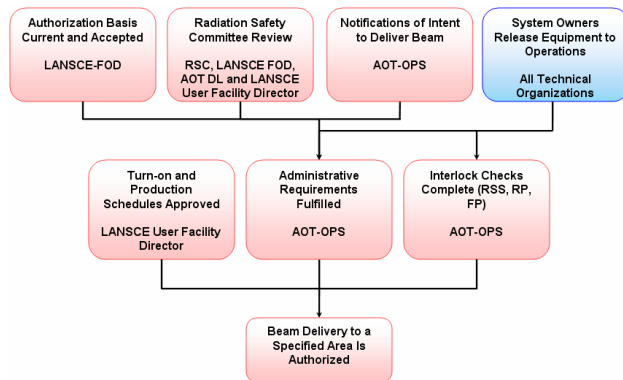 Authorization Basis
Current and Accepted
LANSCE-FOD
Radiation Safety
Committee Review
RSC, LANSCE FOD,
AOT DL and LANSCE
User Facility Director
Notifications of Intent
to Deliver Beam
AOT-OPS
System Owners
Release Equipment to
Operations
All Technical
Organizations
Turn-on and
Production
Schedules Approved
LANSCE User Facility
Director
Administrative
Requirements
Fulfilled
AOT-OPS
Interlock Checks
Complete (RSS, RP,
FP)
AOT-OPS
Beam Delivery to a
Specified Area Is
Authorized